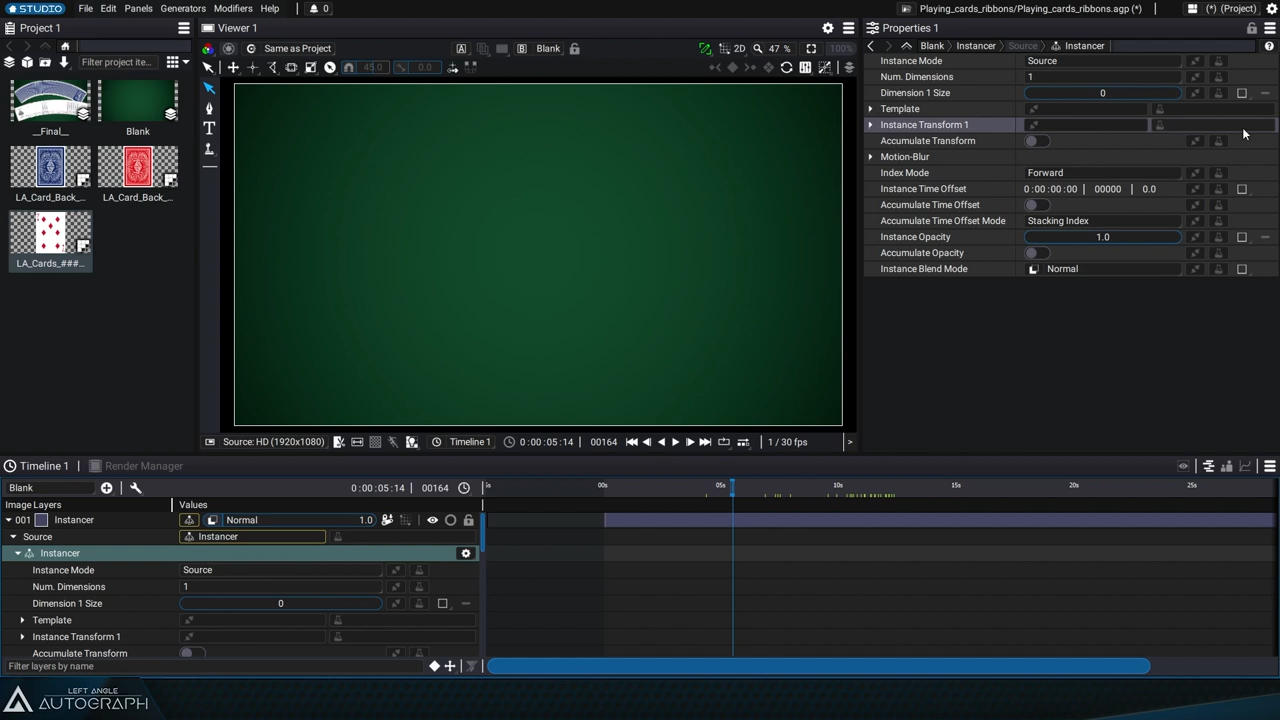 STUDIO File Edit Panels Generators Modifiers Help 0 Playing_cards_ribbons/Playing_cards_ribbons.agp (*) (*) (Project)
Project 1
Viewer 1
Properties 1
Same as Project A B Blank 2D 47 % 100%
Blank Instancer Source Instancer
Filter project ite...
45.0 0.0
Instance Mode Source
Num. Dimensions 1
Dimension 1 Size 0
Template
Instance Transform 1
Accumulate Transform
Motion-Blur
Index Mode Forward
Instance Time Offset 0:00:00:00 00000 0.0
Accumulate Time Offset
Accumulate Time Offset Mode Stacking Index
Instance Opacity 1.0
Accumulate Opacity
Instance Blend Mode Normal
__Final__ Blank
LA_Card_Back_... LA_Card_Back_...
LA_Cards_###...
Source: HD (1920x1080) Timeline 1 0:00:05:14 00164 1 / 30 fps
Timeline 1 Render Manager
Blank 0:00:05:14 00164
s 00s 05s 10s 15s 20s 25s
Image Layers Values
001 Instancer Normal 1.0
Source Instancer
Instancer
Instance Mode Source
Num. Dimensions 1
Dimension 1 Size 0
Template
Instance Transform 1
Accumulate Transform
Filter layers by name
LEFT ANGLE
AUTOGRAPH